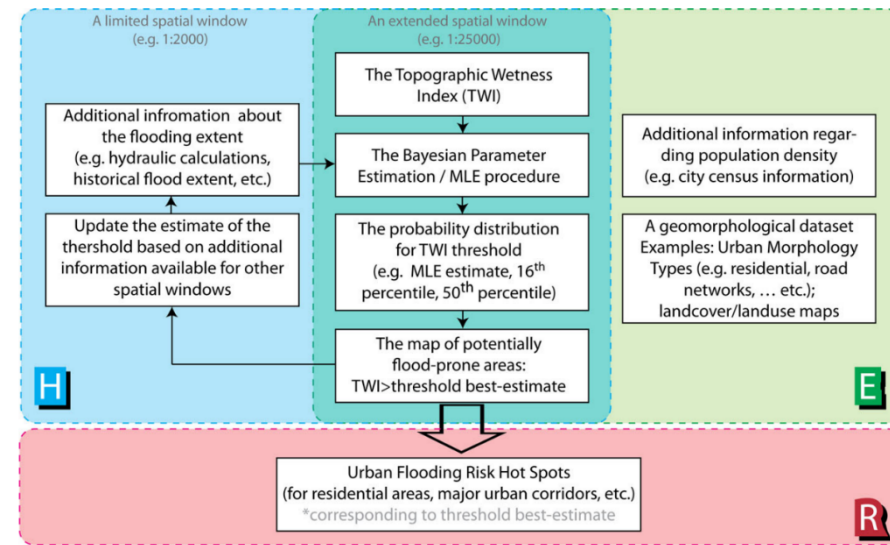 A limited spatial window
(e.g. 1:2000)
An extended spatial window
(e.g. 1:25000)
The Topographic Wetness
Index (TWI)
Additional infromation about
the flooding extent
(e.g. hydraulic calculations,
historical flood extent, etc.)
The Bayesian Parameter
Estimation / MLE procedure
Additional information regar-
ding population density
(e.g. city census information)
Update the estimate of the
thershold based on additional
information available for other
spatial windows
The probability distribution
for TWI threshold
(e.g. MLE estimate, 16th
percentile, 50th percentile)
A geomorphological dataset
Examples: Urban Morphology
Types (e.g. residential, road
networks, ... etc.);
landcover/landuse maps
The map of potentially
flood-prone areas:
TWI>threshold best-estimate
H
E
Urban Flooding Risk Hot Spots
(for residential areas, major urban corridors, etc.)
*corresponding to threshold best-estimate
R